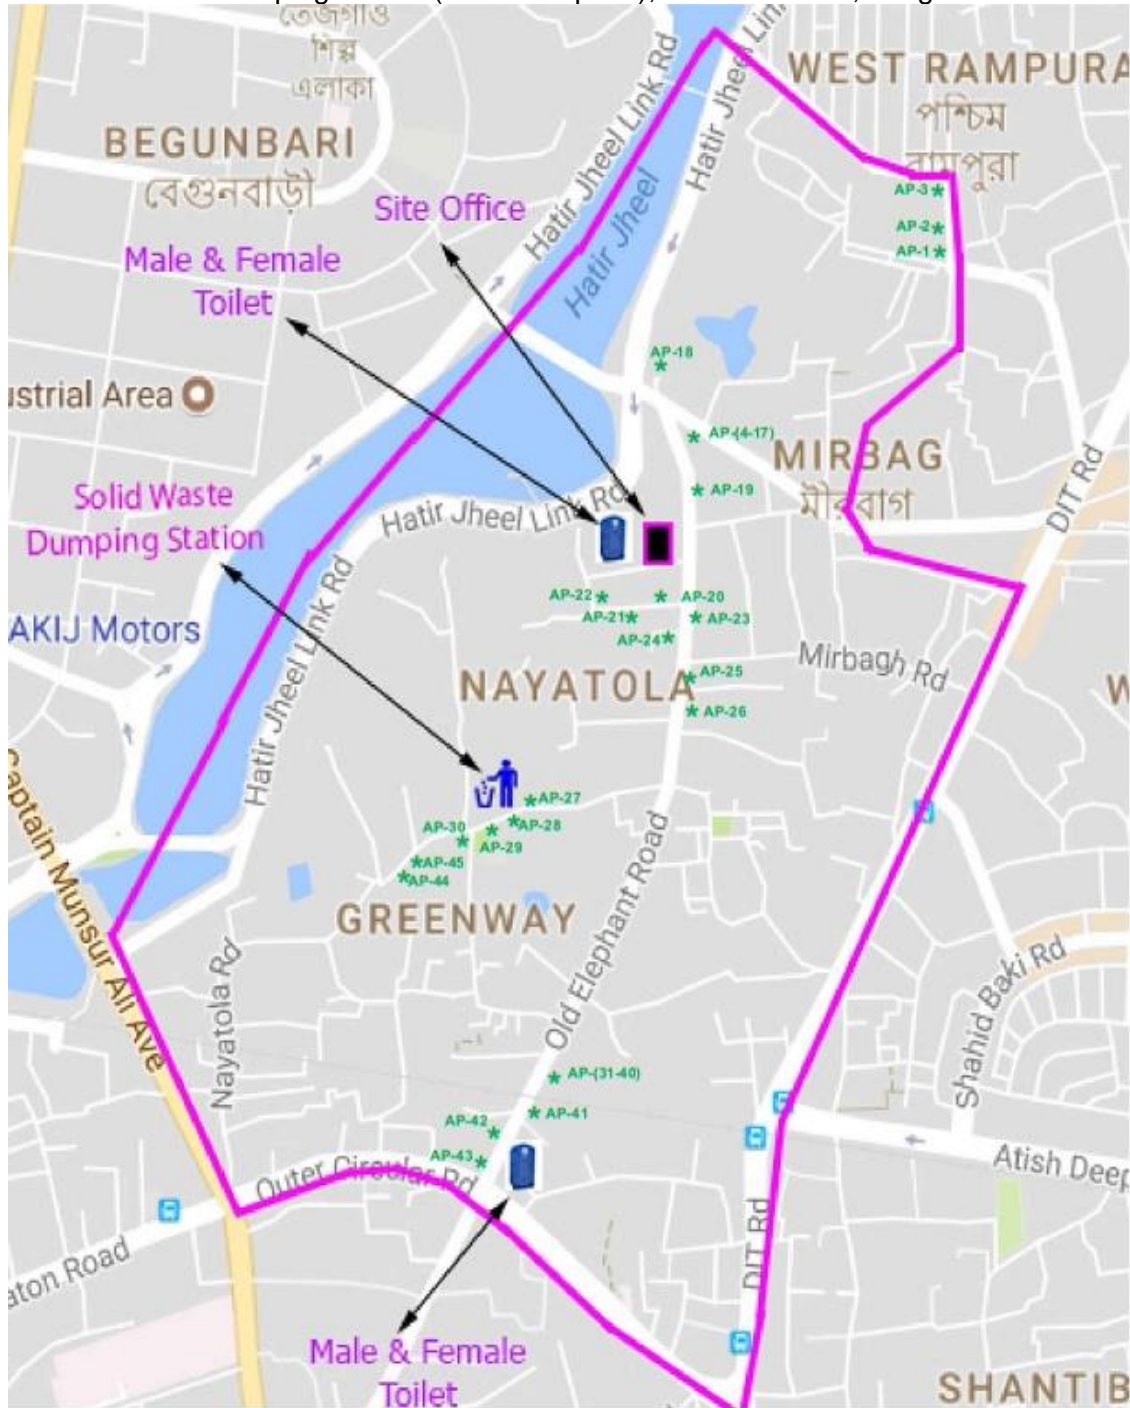 তেজগাঁও
শিল্প
এলাকা
Hatir Jheel Link Rd
WEST RAMPURA
পশ্চিম
রামপুরা
BEGUNBARI
বেগুনবাড়ী
Hatir Jheel Link Rd
Hatir Jheel
AP-3
AP-2
AP-1
Site Office
Male & Female
Toilet
AP-18
ustrial Area
AP-(4-17)
MIRBAG
মীরবাগ
AP-19
DIT Rd
Solid Waste
Dumping Station
Hatir Jheel Link Rd
AKIJ Motors
Hatir Jheel Link Rd
AP-22
AP-20
AP-21
AP-23
AP-24
Mirbagh Rd
AP-25
NAYATOLA
AP-26
W
AP-27
AP-28
AP-30
AP-29
AP-45
AP-44
Captain Munsur Ali Ave
GREENWAY
Old Elephant Road
Nayatola Rd
Shahid Baki Rd
AP-(31-40)
AP-41
AP-42
AP-43
Outer Circular Rd
Atish Deep
DIT Rd
aton Road
Male & Female
Toilet
SHANTIB